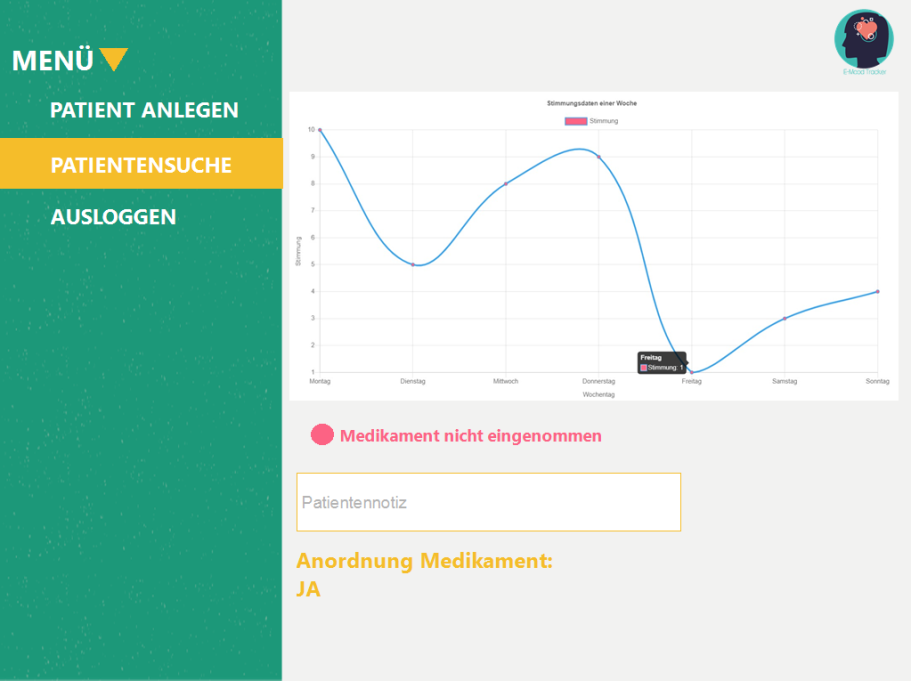 MENÜ
PATIENT ANLEGEN
PATIENTENSUCHE
AUSLOGGEN
E-Mood Tracker
Stimmungsdaten einer Woche
Stimmung
10
9
8
7
6
5
4
3
2
1
Stimmung
Freitag
Stimmung: 1
Montag Dienstag Mittwoch Donnerstag Freitag Samstag Sonntag
Wochentag
Medikament nicht eingenommen
Patientennotiz
Anordnung Medikament:
JA